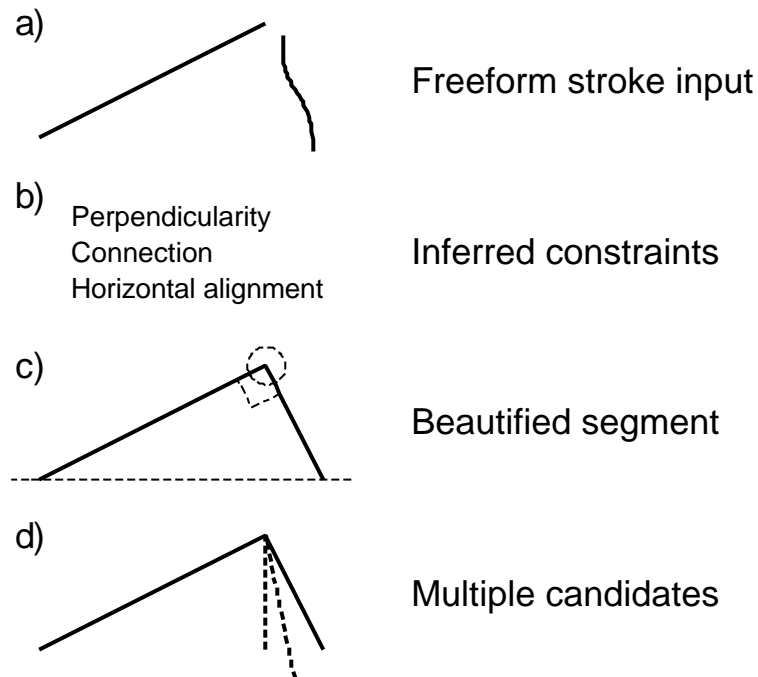 a)
Freeform stroke input
b)
Perpendicularity
Connection
Horizontal alignment
Inferred constraints
c)
Beautified segment
d)
Multiple candidates